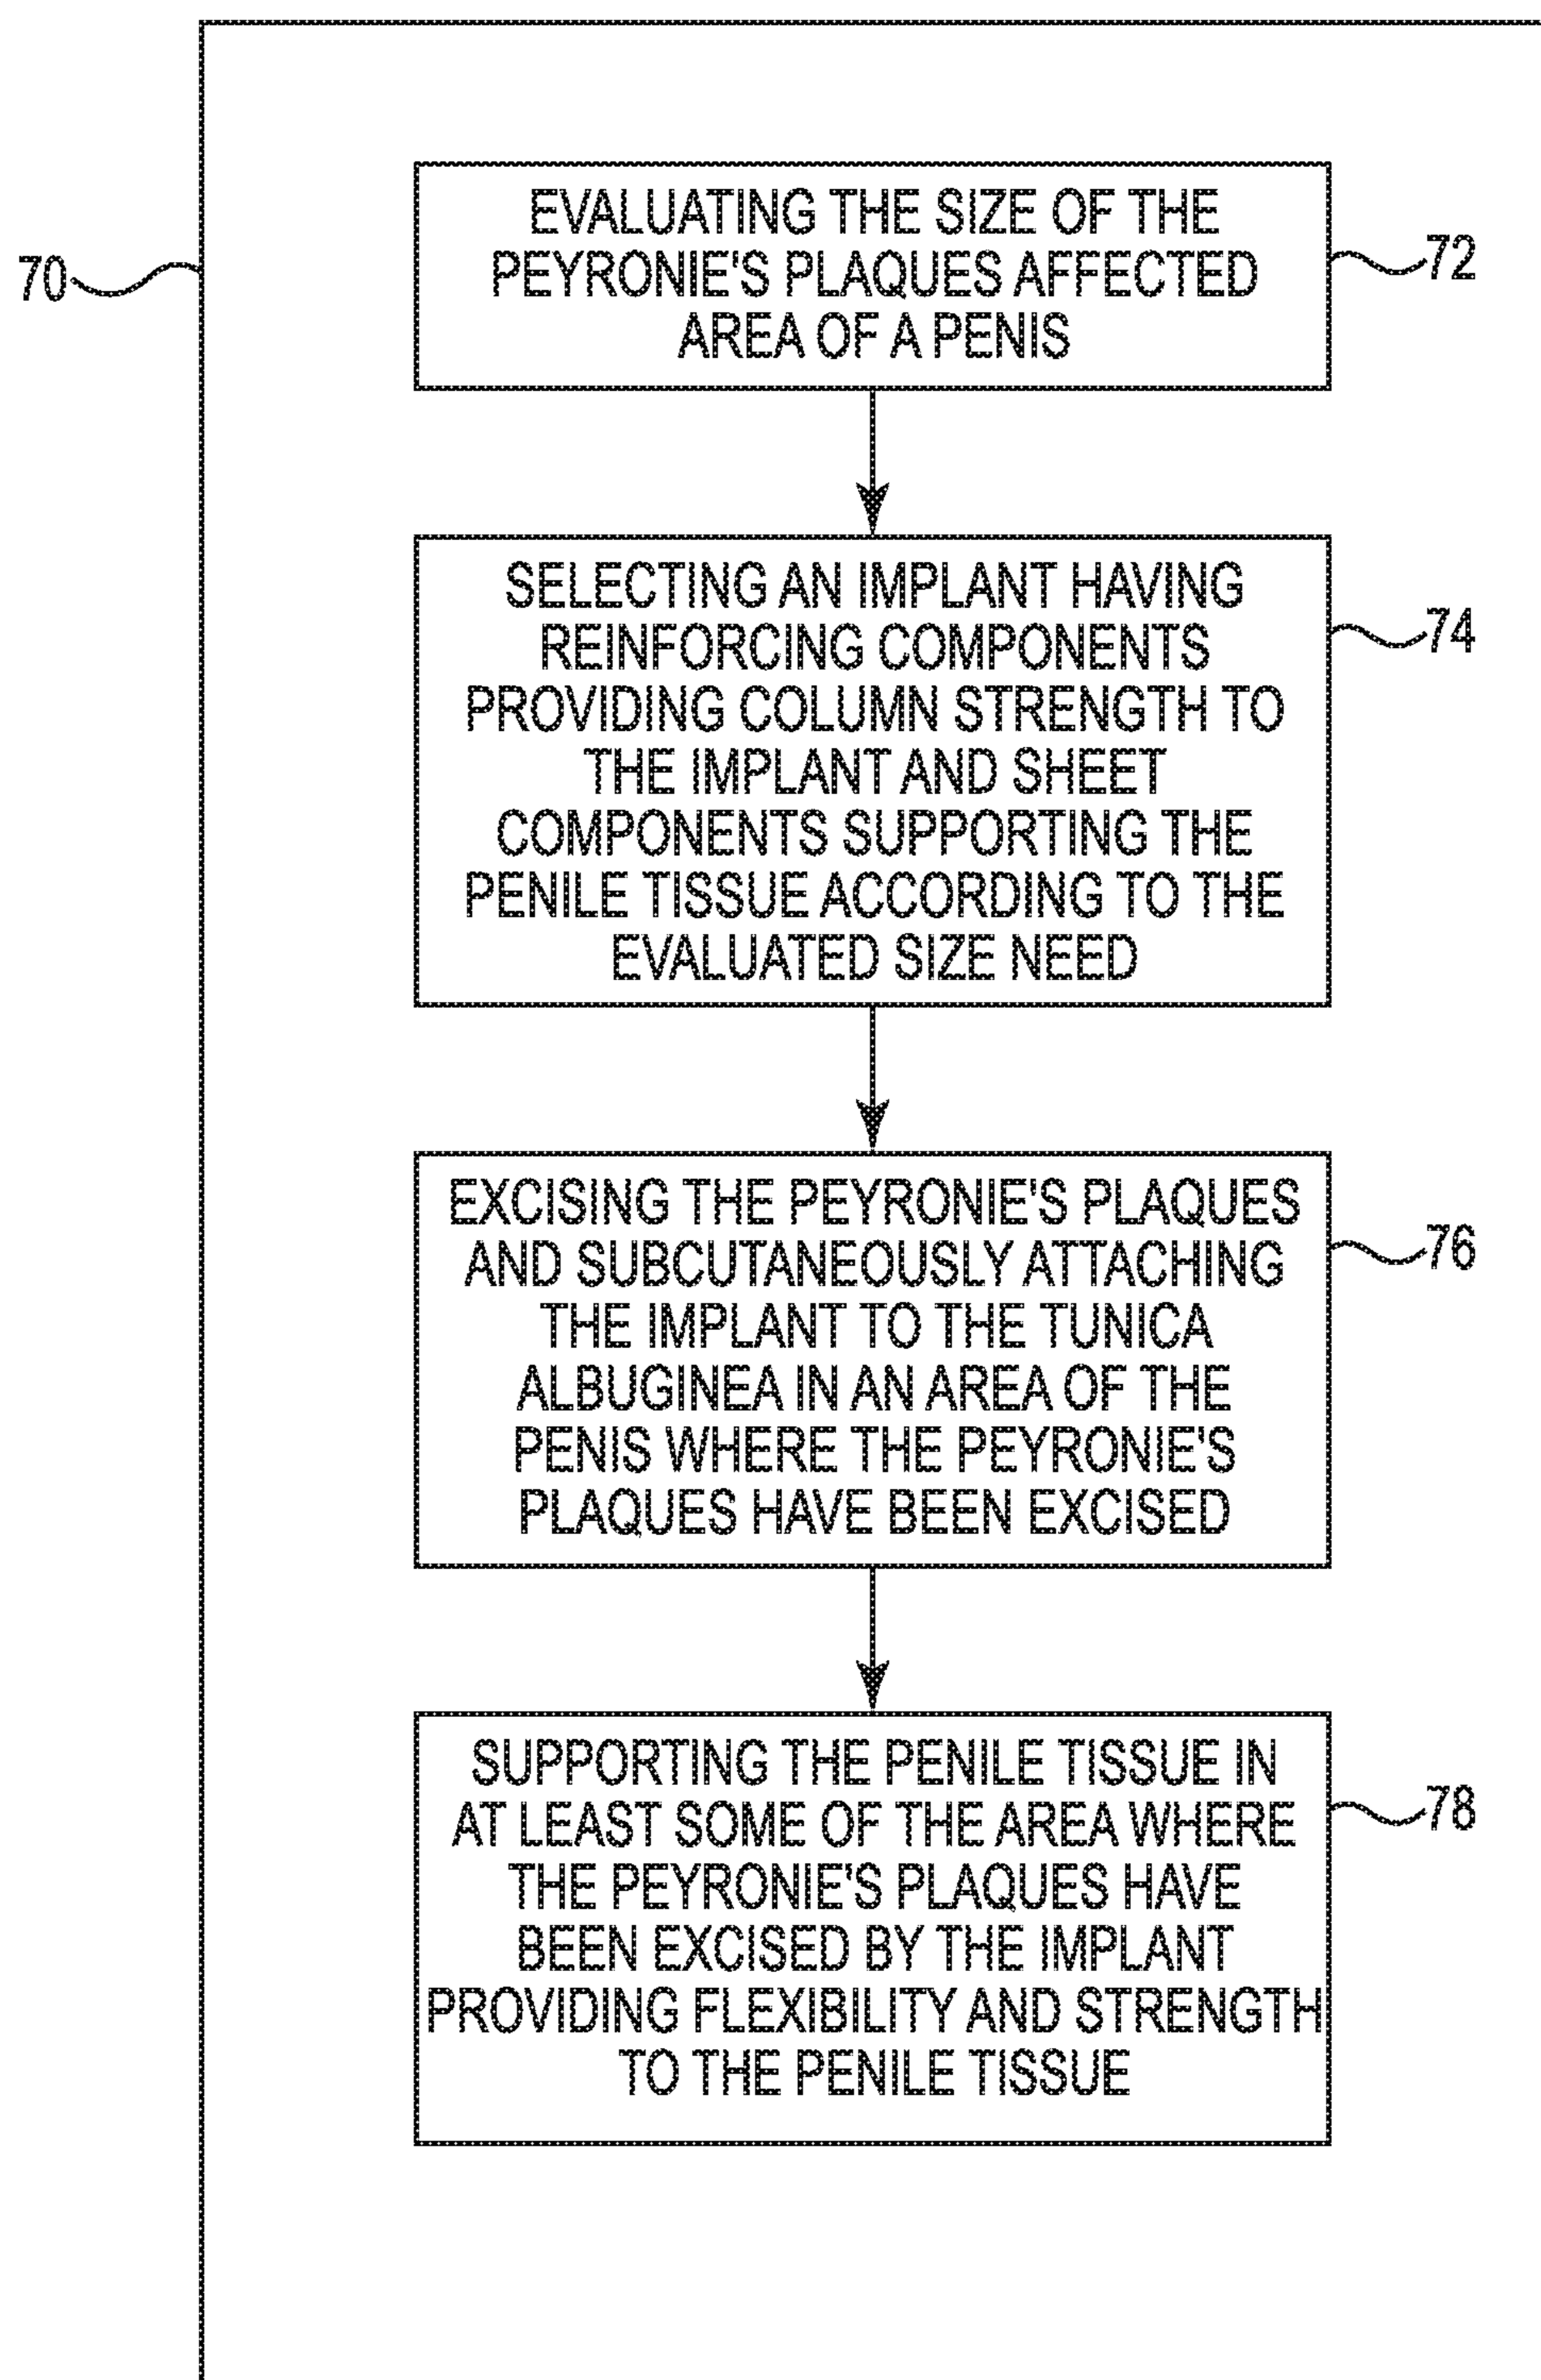 EVALUATING THE SIZE OF THE
PEYRONIE'S PLAQUES AFFECTED
AREA OF A PENIS
70
72
SELECTING AN IMPLANT HAVING
REINFORCING COMPONENTS
PROVIDING COLUMN STRENGTH TO
THE IMPLANT AND SHEET
COMPONENTS SUPPORTING THE
PENILE TISSUE ACCORDING TO THE
EVALUATED SIZE NEED
74
EXCISING THE PEYRONIE'S PLAQUES
AND SUBCUTANEOUSLY ATTACHING
THE IMPLANT TO THE TUNICA
ALBUGINEA IN AN AREA OF THE
PENIS WHERE THE PEYRONIE'S
PLAQUES HAVE BEEN EXCISED
76
SUPPORTING THE PENILE TISSUE IN
AT LEAST SOME OF THE AREA WHERE
THE PEYRONIE'S PLAQUES HAVE
BEEN EXCISED BY THE IMPLANT
PROVIDING FLEXIBILITY AND STRENGTH
TO THE PENILE TISSUE
78